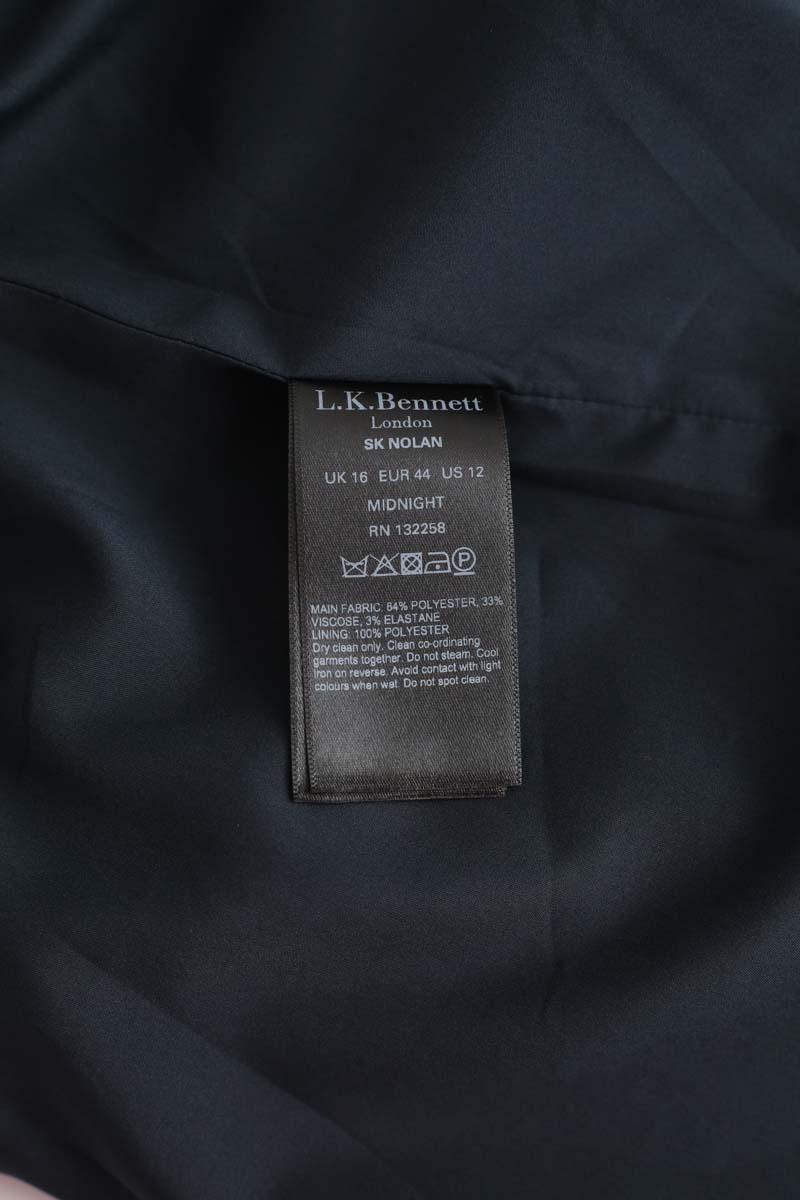 L.K.Bennett
London
SK NOLAN
UK 16 EUR 44 US 12
MIDNIGHT
RN 132258
P
MAIN FABRIC: 64% POLYESTER, 33%
VISCOSE, 3% ELASTANE
LINING: 100% POLYESTER
Dry clean only. Clean co-ordinating
garments together. Do not steam. Cool
iron on reverse. Avoid contact with light
colours when wet. Do not spot clean.